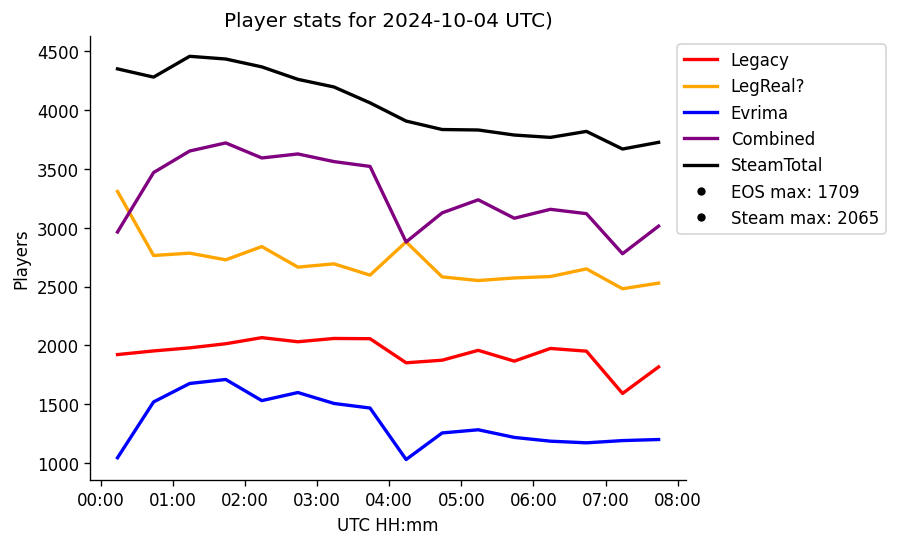 Player stats for 2024-10-04 UTC)
Players
4500
4000
3500
3000
2500
2000
1500
1000
00:00 01:00 02:00 03:00 04:00 05:00 06:00 07:00 08:00
UTC HH:mm
Legacy
LegReal?
Evrima
Combined
SteamTotal
EOS max: 1709
Steam max: 2065